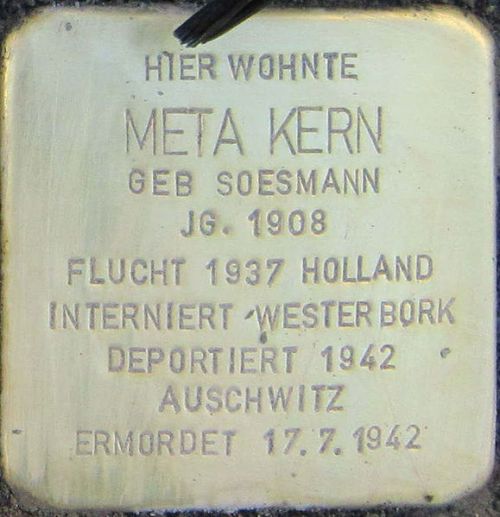 HIER WOHNTE
META KERN
GEB SOESMANN
JG. 1908
FLUCHT 1937 HOLLAND
INTERNIERT WESTERBORK
DEPORTIERT 1942
AUSCHWITZ
ERMORDET 17.7.1942